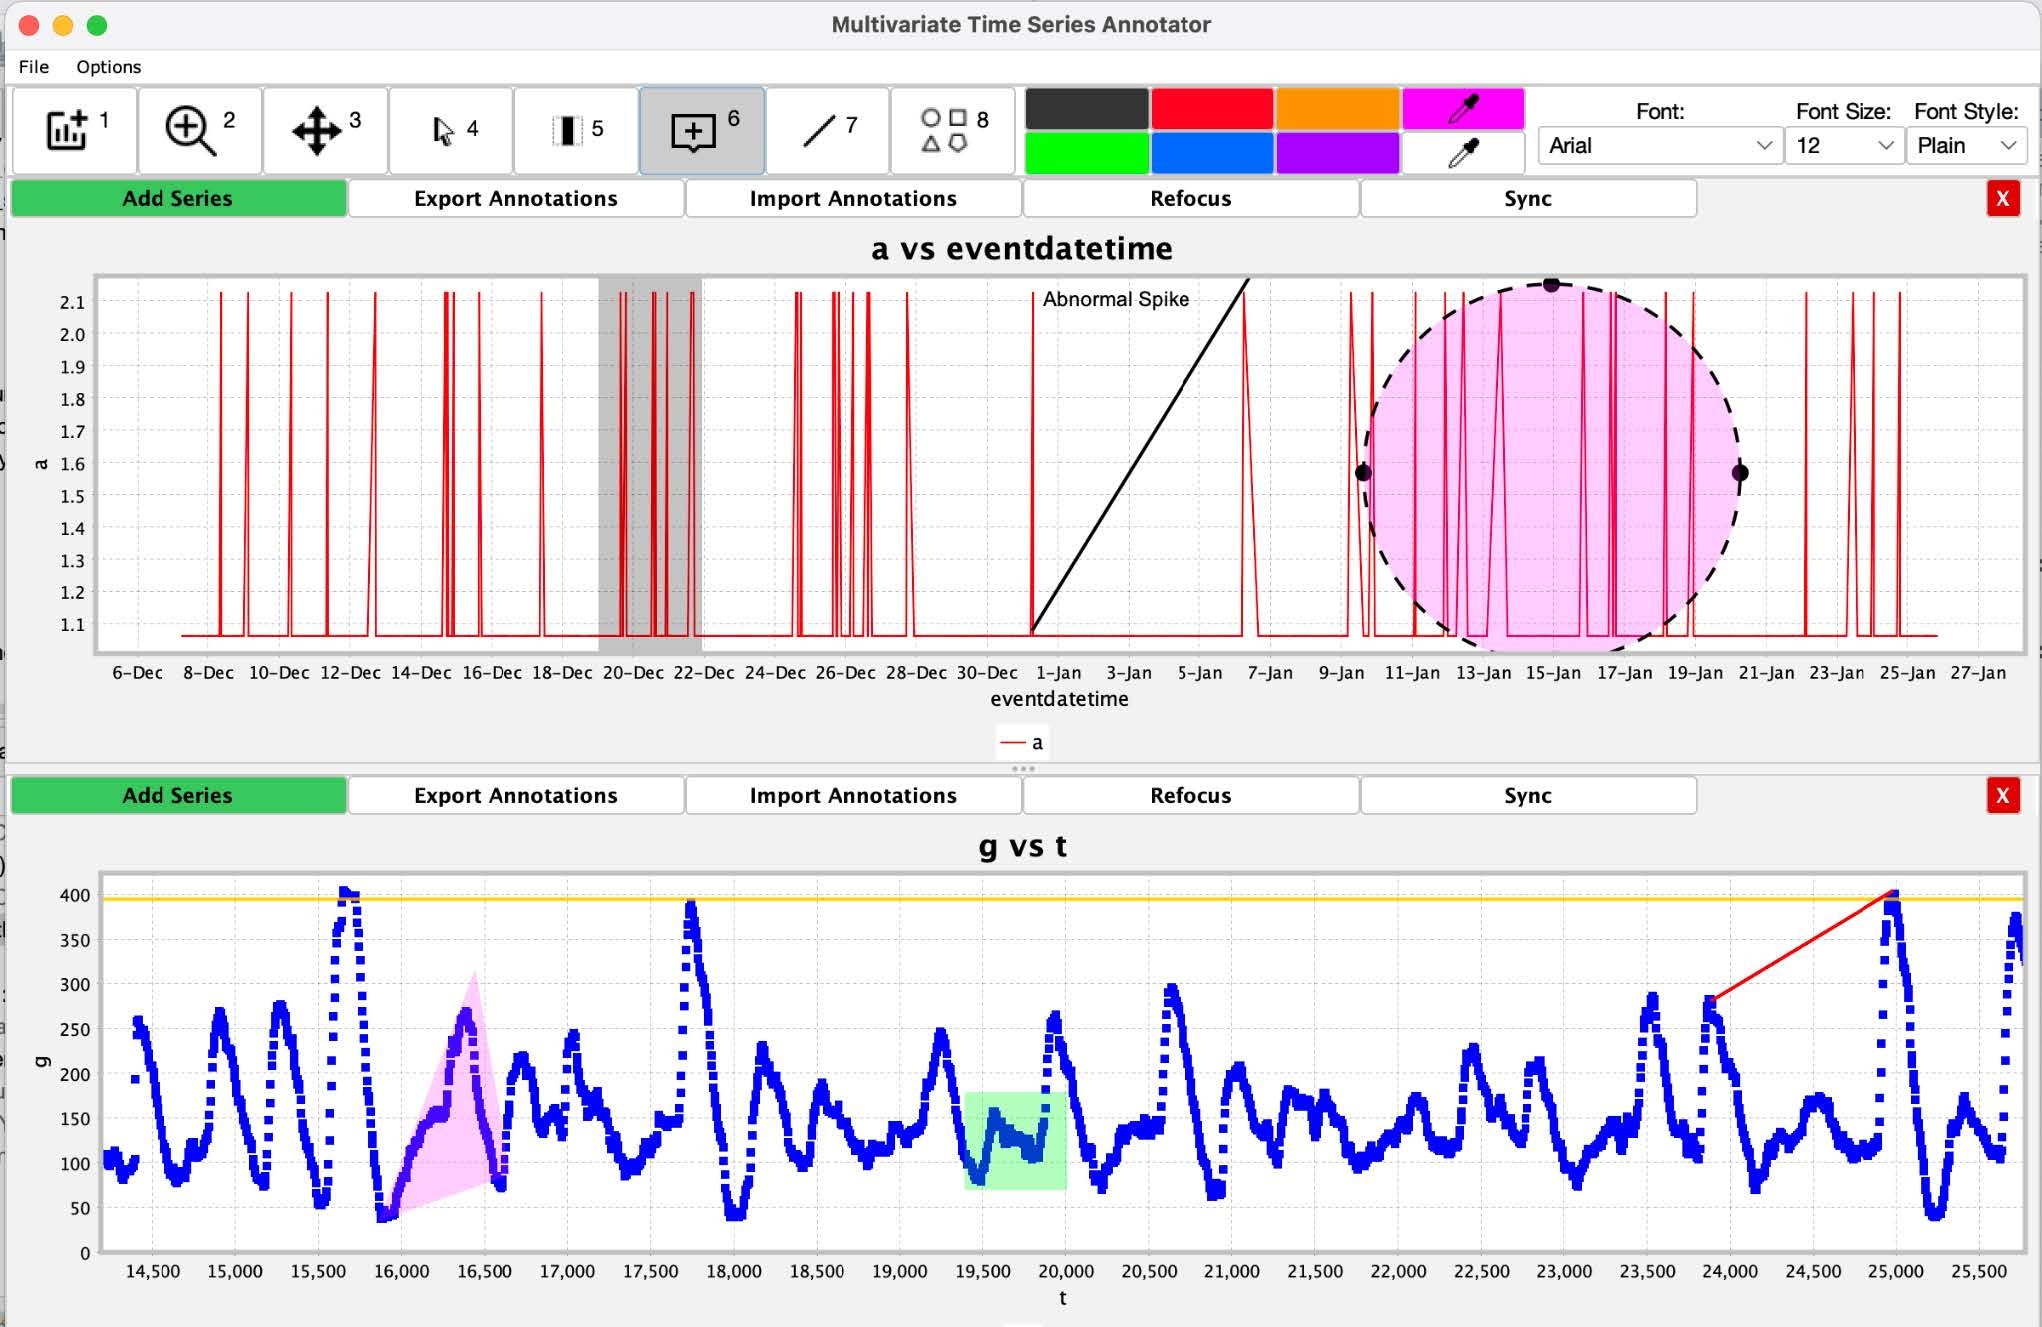 Multivariate Time Series Annotator
File Options
1 2 3 4 5 6 7 8
Font: Font Size: Font Style:
Arial 12 Plain
Add Series Export Annotations Import Annotations Refocus Sync X
a vs eventdatetime
Abnormal Spike
2.1
2.0
1.9
1.8
1.7
1.6
1.5
1.4
1.3
1.2
1.1
a
6-Dec 8-Dec 10-Dec 12-Dec 14-Dec 16-Dec 18-Dec 20-Dec 22-Dec 24-Dec 26-Dec 28-Dec 30-Dec 1-Jan 3-Jan 5-Jan 7-Jan 9-Jan 11-Jan 13-Jan 15-Jan 17-Jan 19-Jan 21-Jan 23-Jan 25-Jan 27-Jan
eventdatetime
a
Add Series Export Annotations Import Annotations Refocus Sync X
g vs t
400
350
300
250
200
150
100
50
0
g
14,500 15,000 15,500 16,000 16,500 17,000 17,500 18,000 18,500 19,000 19,500 20,000 20,500 21,000 21,500 22,000 22,500 23,000 23,500 24,000 24,500 25,000 25,500
t